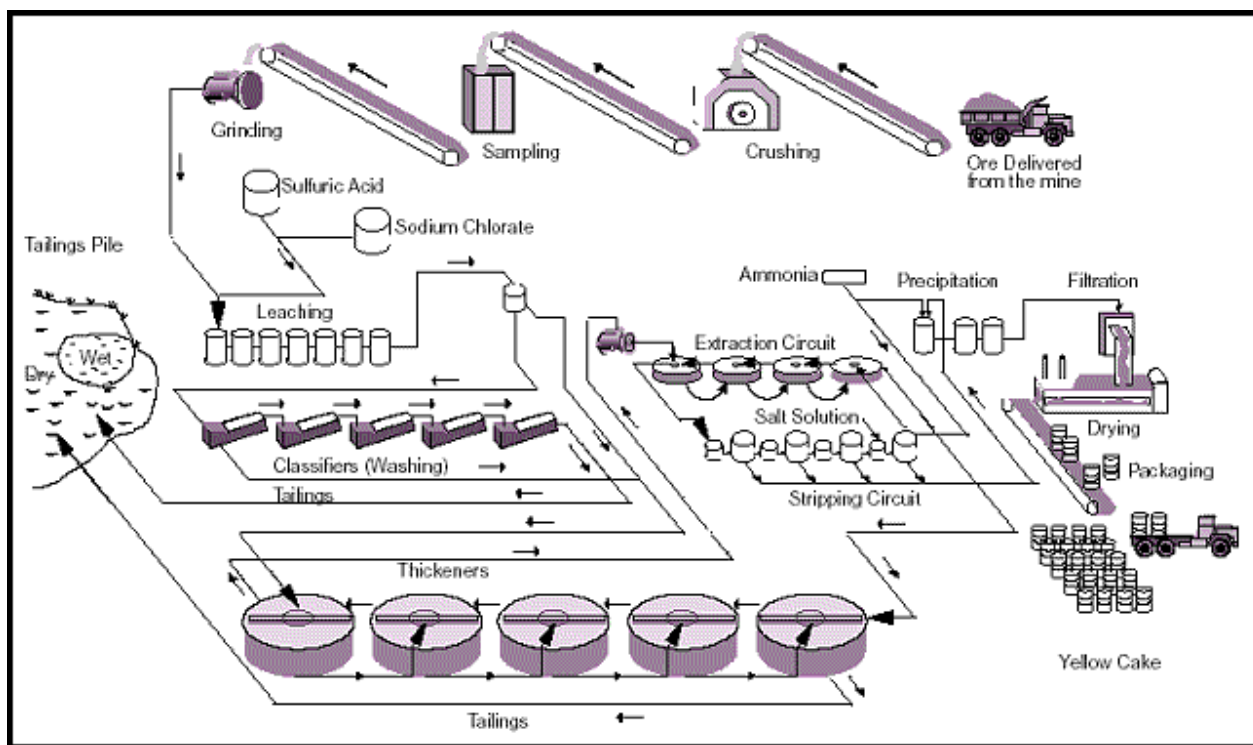 Grinding
Sampling
Crushing
Ore Delivered
from the mine
Sulfuric Acid
Sodium Chlorate
Tailings Pile
Ammonia
Precipitation
Filtration
Leaching
Extraction Circuit
Wet
Dry
Salt Solution
Drying
Classifiers (Washing)
Packaging
Tailings
Stripping Circuit
Thickeners
Yellow Cake
Tailings